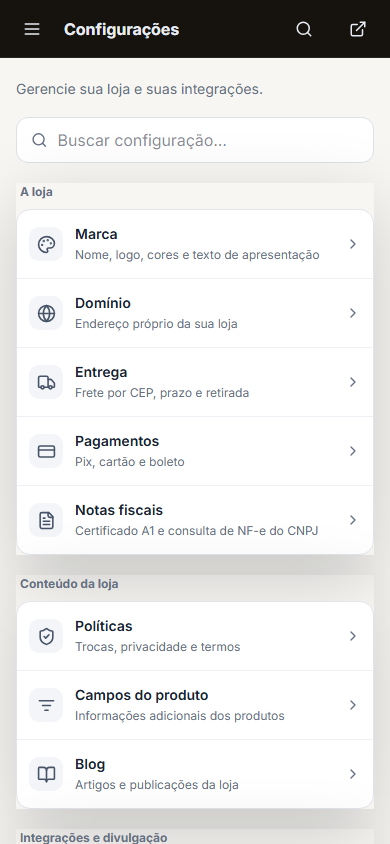 Configurações
Gerencie sua loja e suas integrações.
Buscar configuração...
A loja
Marca
Nome, logo, cores e texto de apresentação
Domínio
Endereço próprio da sua loja
Entrega
Frete por CEP, prazo e retirada
Pagamentos
Pix, cartão e boleto
Notas fiscais
Certificado A1 e consulta de NF-e do CNPJ
Conteúdo da loja
Políticas
Trocas, privacidade e termos
Campos do produto
Informações adicionais dos produtos
Blog
Artigos e publicações da loja
Integrações e divulgação